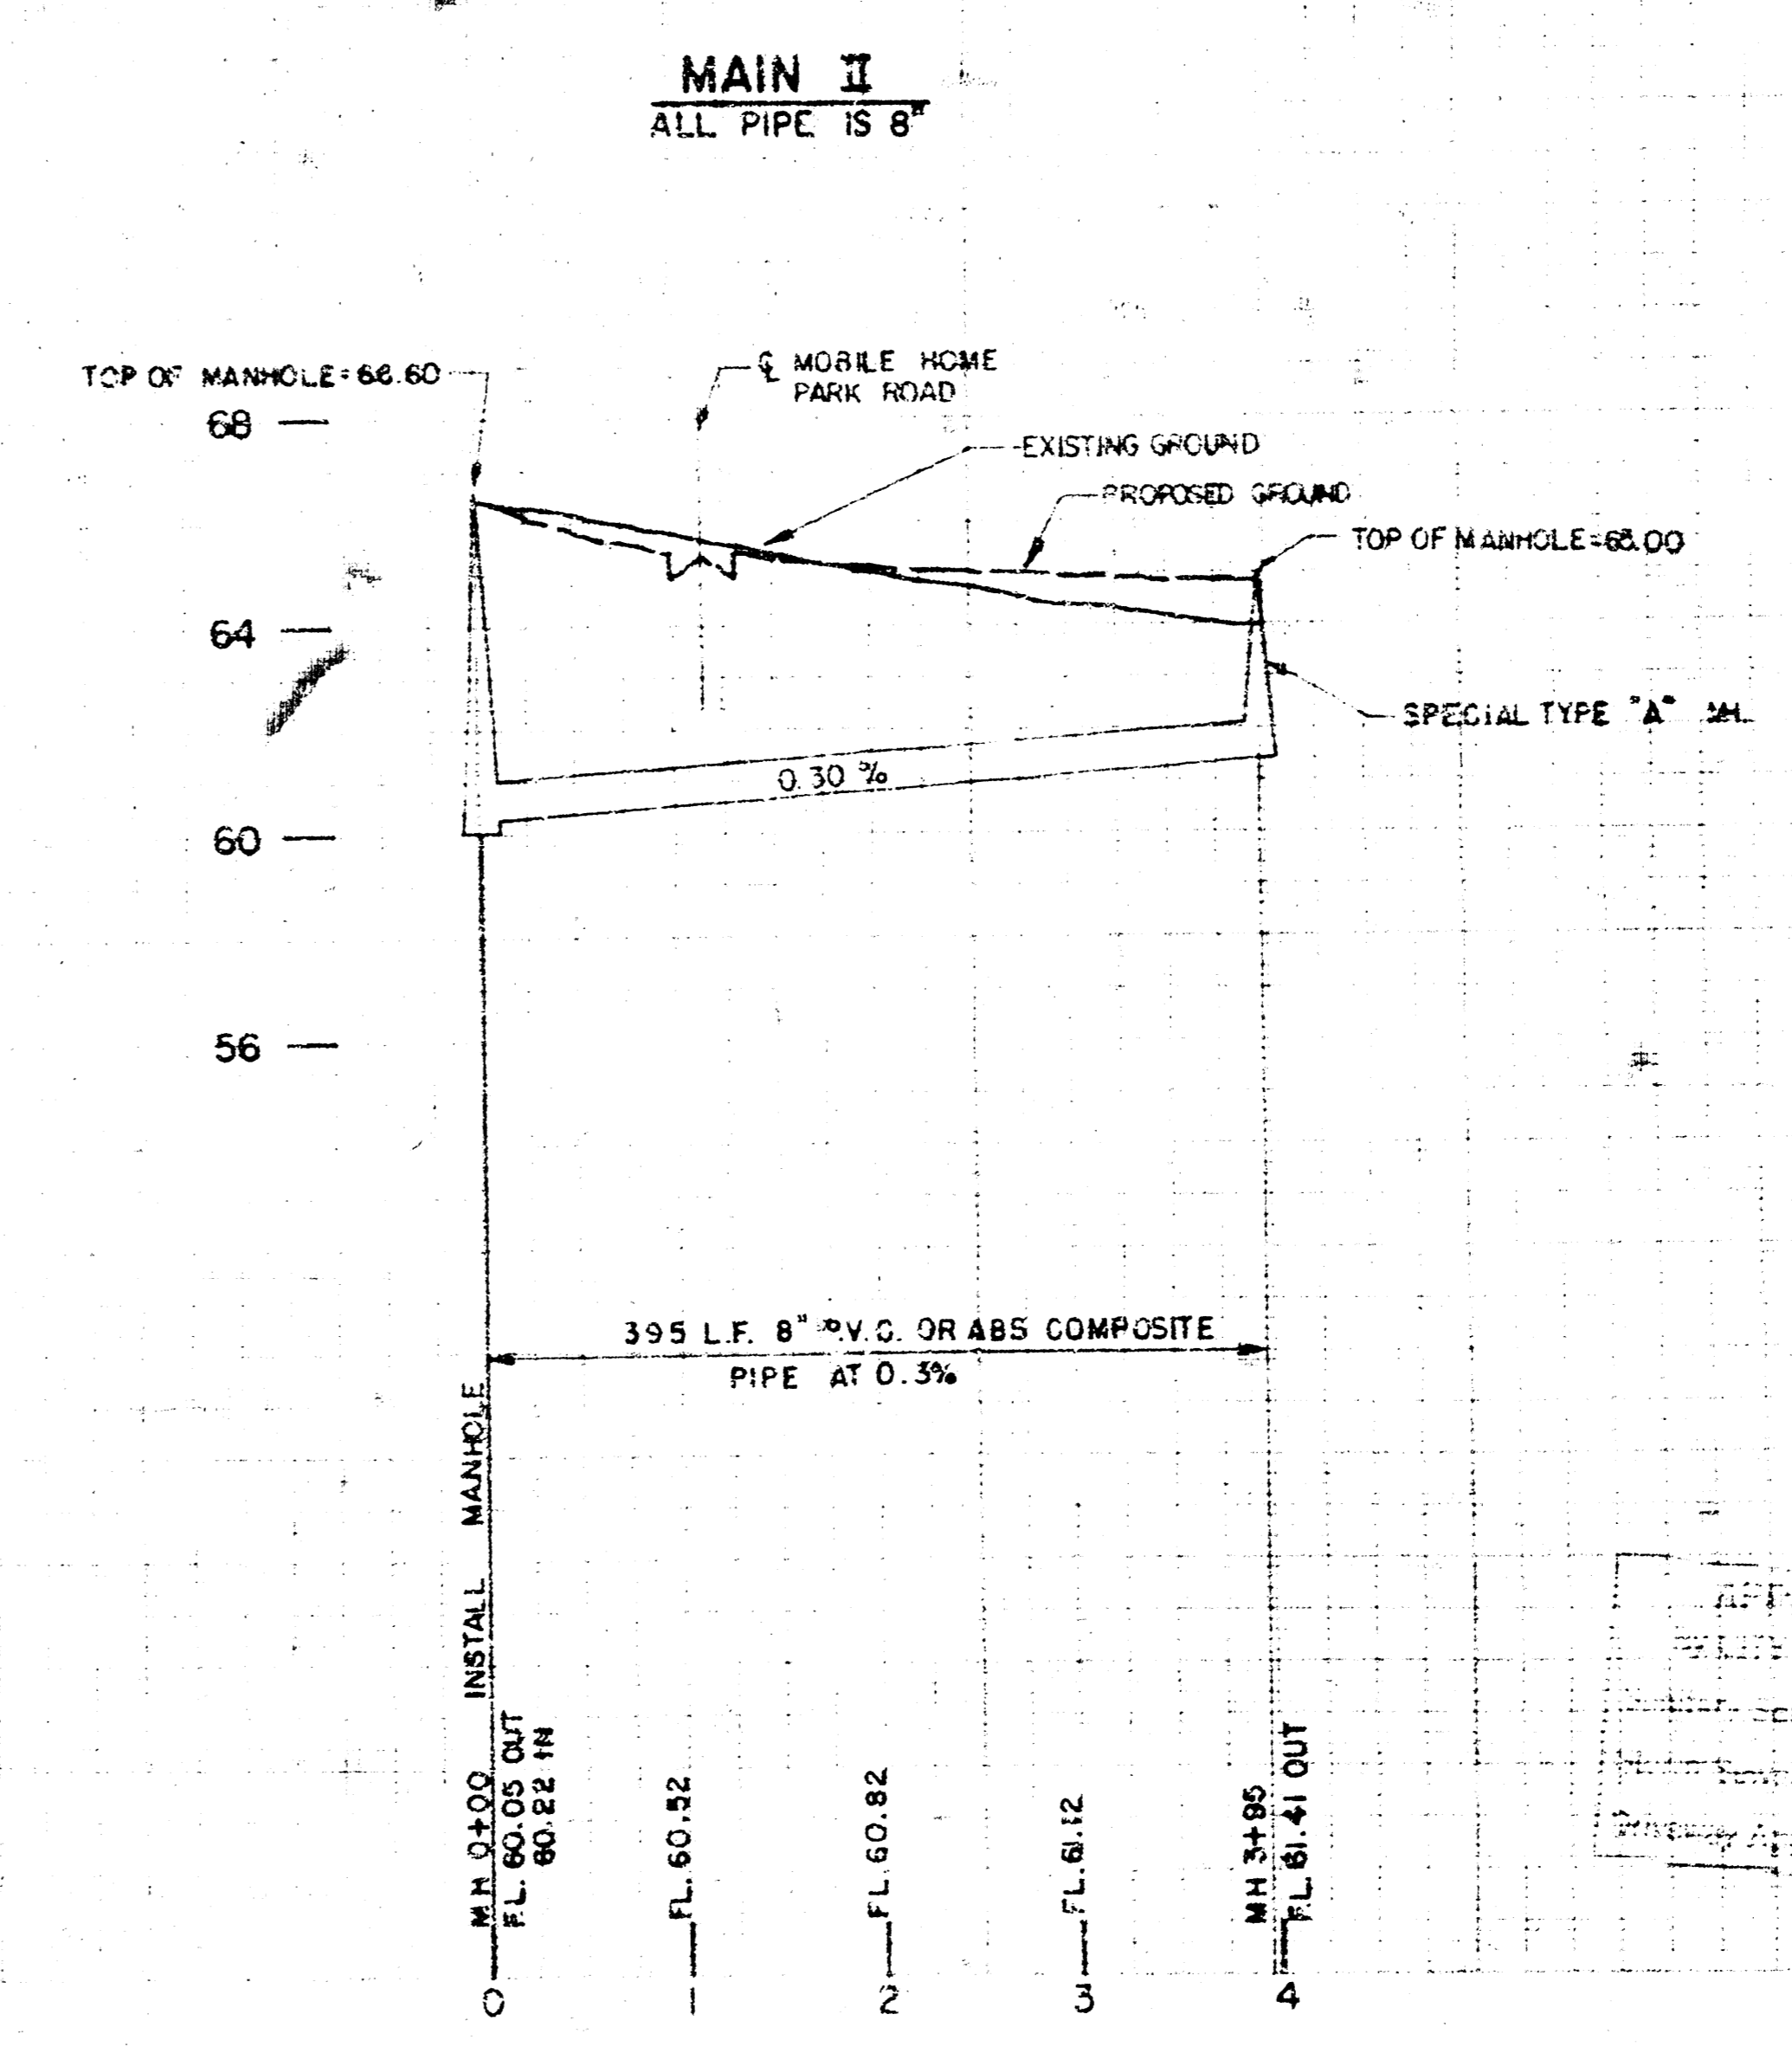 MAIN II
ALL PIPE IS 8"
TOP OF MANHOLE=66.60
℄ MOBILE HOME
PARK ROAD
68
EXISTING GROUND
PROPOSED GROUND
TOP OF MANHOLE=65.00
64
SPECIAL TYPE "A" MH.
0.30 %
60
56
395 L.F. 8" P.V.C. OR ABS COMPOSITE
PIPE AT 0.3%
MH 0+00 INSTALL MANHOLE
FL. 60.05 OUT
60.22 IN
FL. 60.52
FL. 60.82
FL. 61.12
MH 3+95
FL. 61.41 OUT
0
1
2
3
4